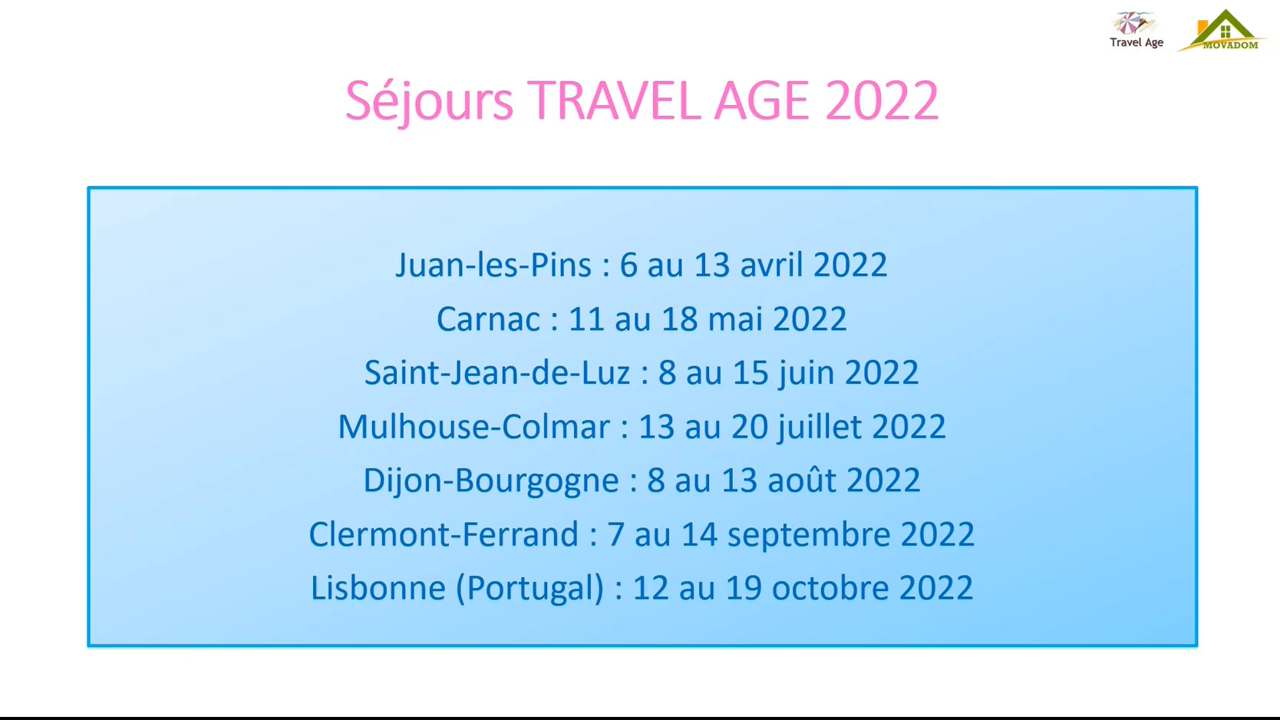 Travel Age
MOVADOM
Séjours TRAVEL AGE 2022
Juan-les-Pins : 6 au 13 avril 2022
Carnac : 11 au 18 mai 2022
Saint-Jean-de-Luz : 8 au 15 juin 2022
Mulhouse-Colmar : 13 au 20 juillet 2022
Dijon-Bourgogne : 8 au 13 août 2022
Clermont-Ferrand : 7 au 14 septembre 2022
Lisbonne (Portugal) : 12 au 19 octobre 2022